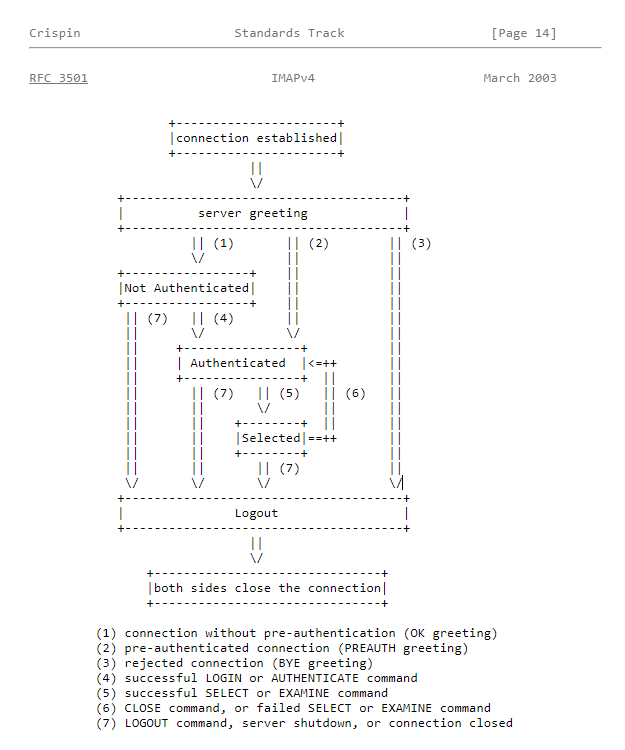 Crispin Standards Track [Page 14]
RFC 3501 IMAPv4 March 2003
+----------------------+
|connection established|
+----------------------+
||
\/
+--------------------------------------+
| server greeting |
+--------------------------------------+
|| (1) || (2) || (3)
\/ || ||
+-----------------+ || ||
|Not Authenticated| || ||
+-----------------+ || ||
|| (7) || (4) || ||
|| \/ \/ ||
|| +----------------+ ||
|| | Authenticated |<=++ ||
|| +----------------+ || ||
|| || (7) || (5) || (6) ||
|| || \/ || ||
|| || +--------+ || ||
|| || |Selected|==++ ||
|| || +--------+ ||
|| || || (7) ||
\/ \/ \/ \/
+--------------------------------------+
| Logout |
+--------------------------------------+
||
\/
+-------------------------------+
|both sides close the connection|
+-------------------------------+
(1) connection without pre-authentication (OK greeting)
(2) pre-authenticated connection (PREAUTH greeting)
(3) rejected connection (BYE greeting)
(4) successful LOGIN or AUTHENTICATE command
(5) successful SELECT or EXAMINE command
(6) CLOSE command, or failed SELECT or EXAMINE command
(7) LOGOUT command, server shutdown, or connection closed